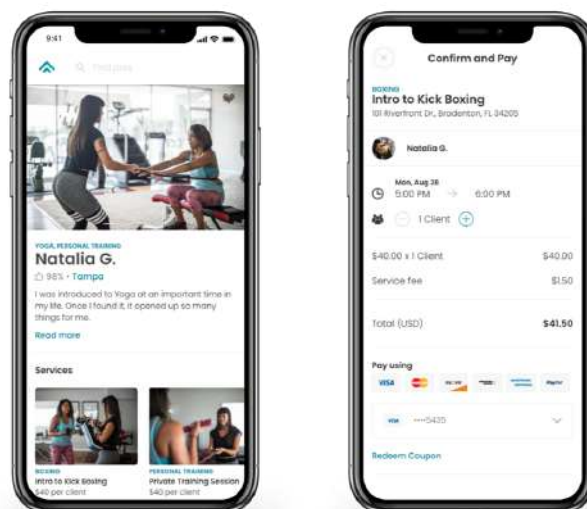 9:41
Find pros
YOGA, PERSONAL TRAINING
Natalia G.
98% • Tampa
I was introduced to Yoga at an important time in
my life. Once I found it, it opened up so many
things for me.
Read more
Services
BOXING
Intro to Kick Boxing
$40 per client
PERSONAL TRAINING
Private Training Session
$40 per client
Confirm and Pay
BOXING
Intro to Kick Boxing
101 Riverfront Dr., Bradenton, FL 34205
Natalia G.
Mon, Aug 28
5:00 PM → 6:00 PM
1 Client
$40.00 x 1 Client $40.00
Service fee $1.50
Total (USD) $41.50
Pay using
VISA PayPal
VISA ••••5435
Redeem Coupon